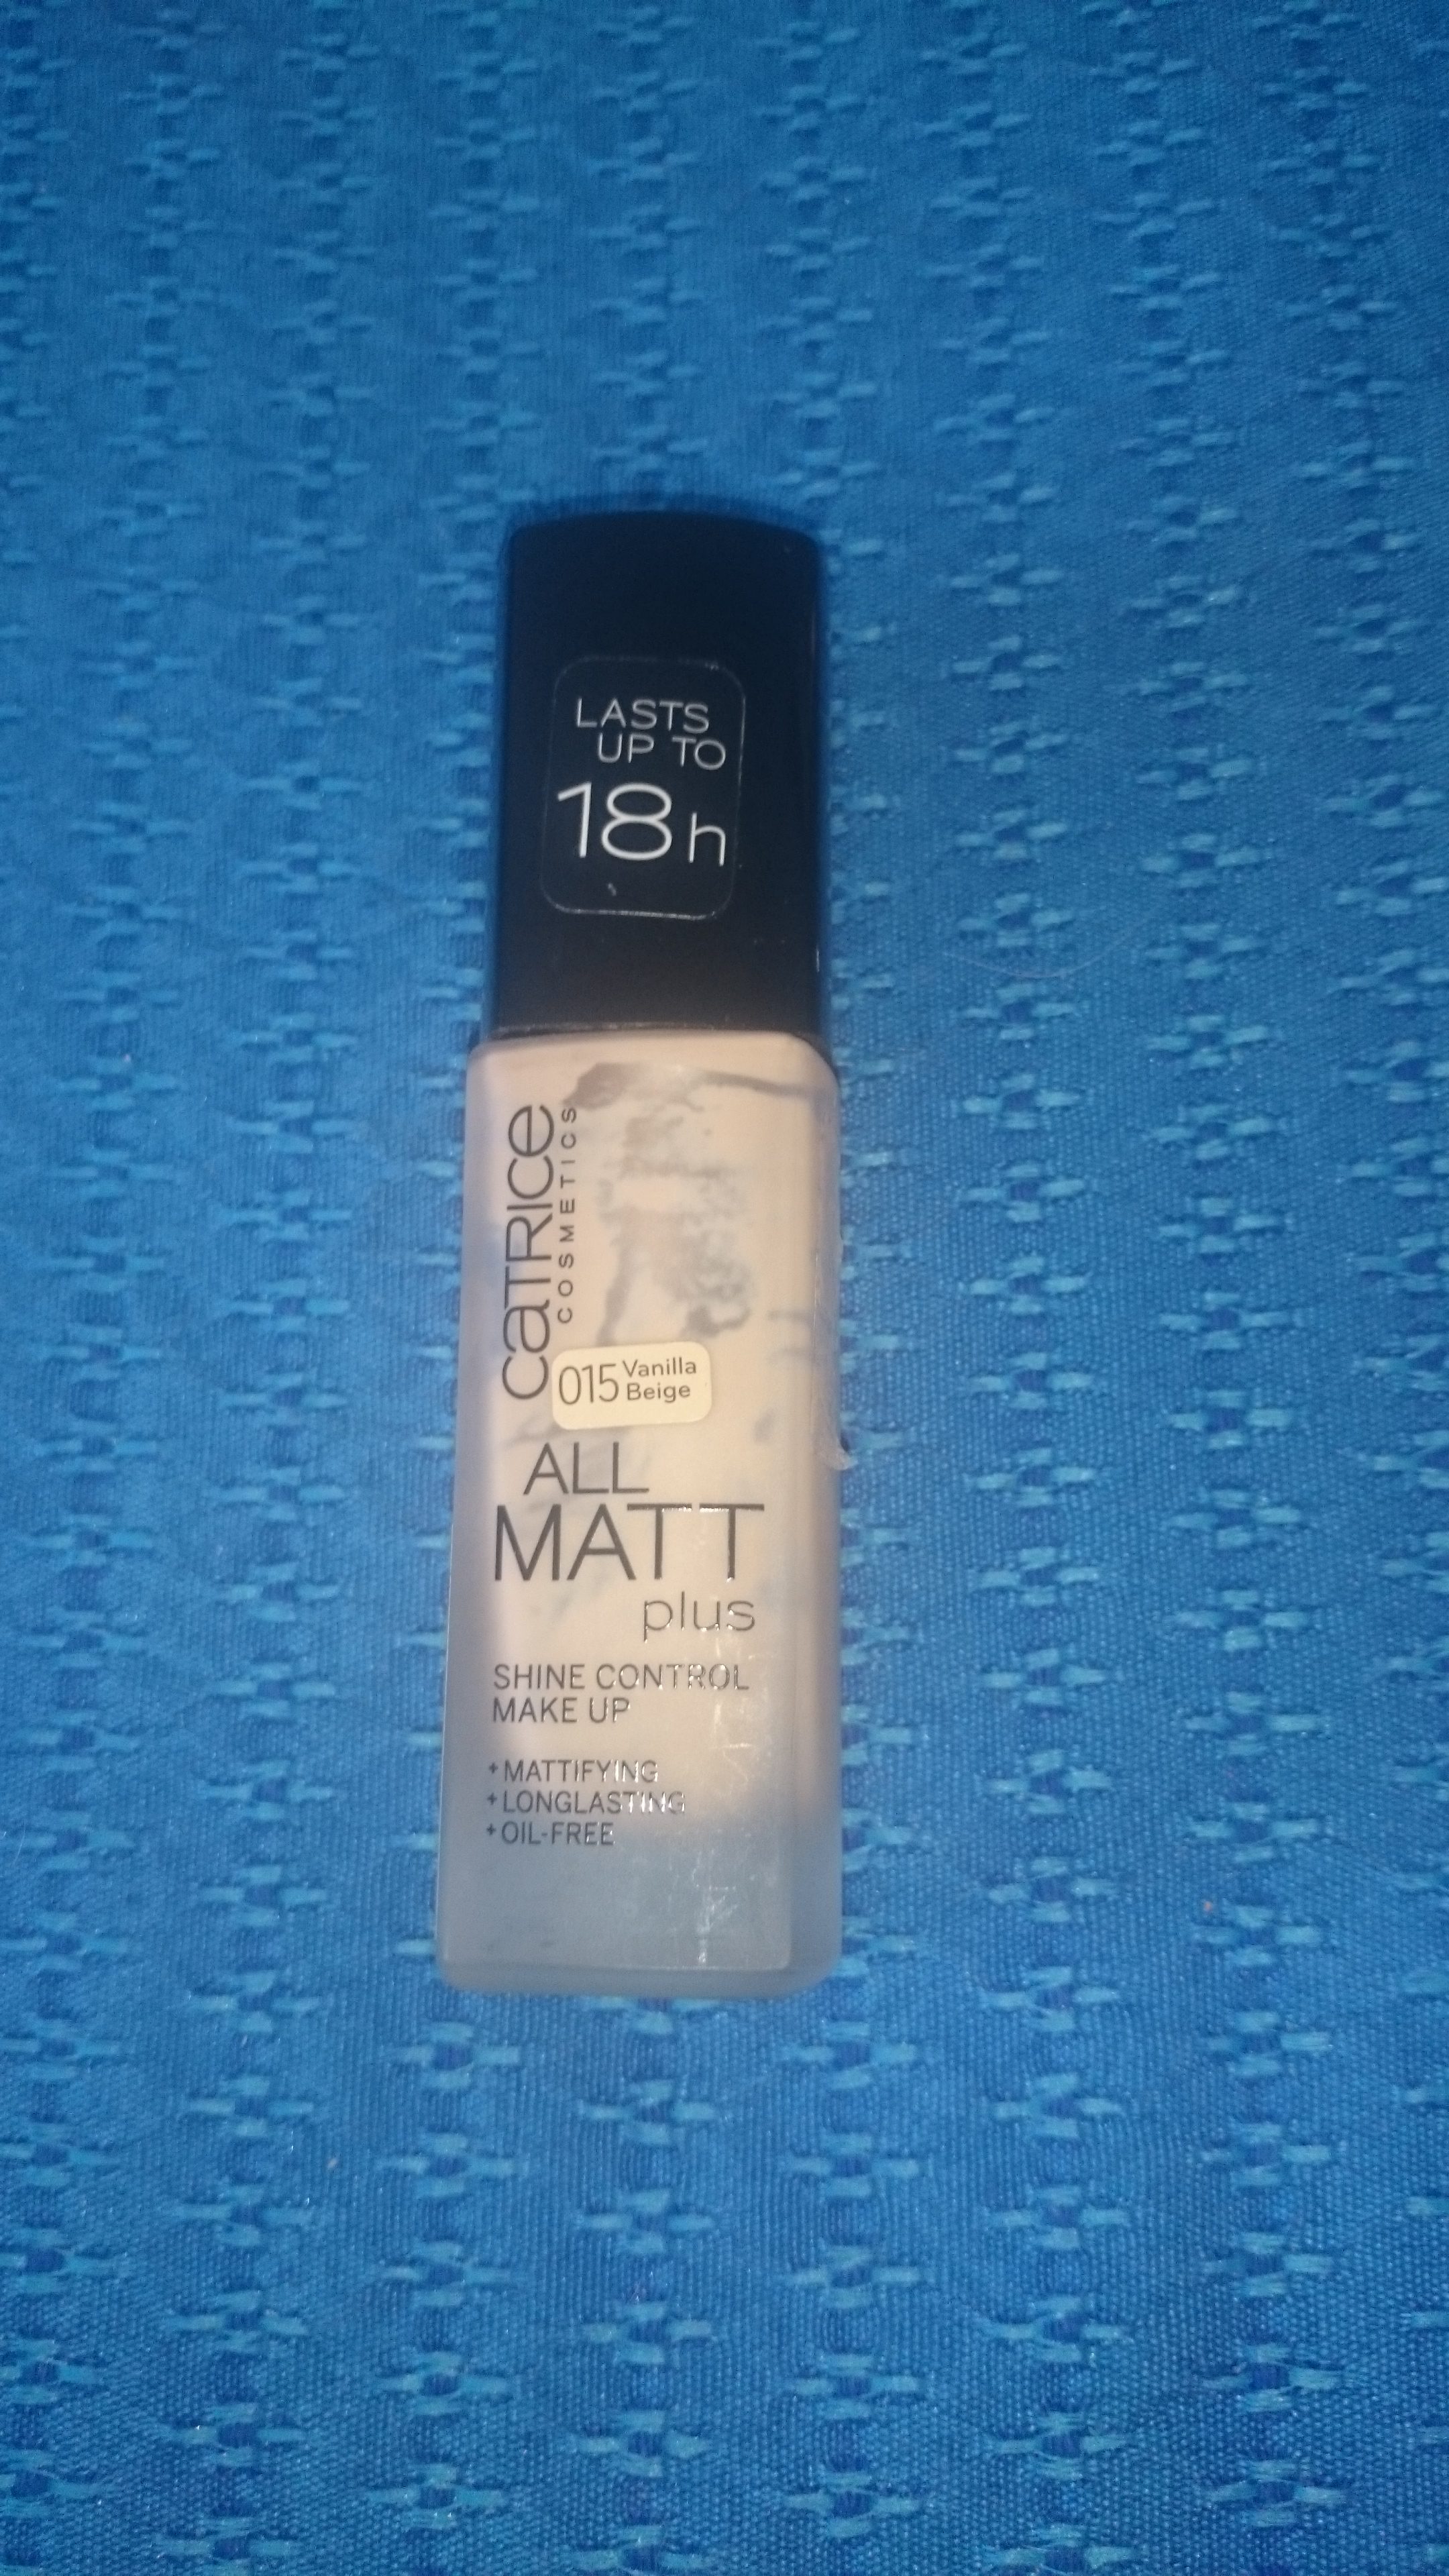 LASTS
UP TO
18h
CATRICE
COSMETICS
015 Vanilla
Beige
ALL
MATT
plus
SHINE CONTROL
MAKE UP
+ MATTIFYING
+ LONGLASTING
+ OIL-FREE